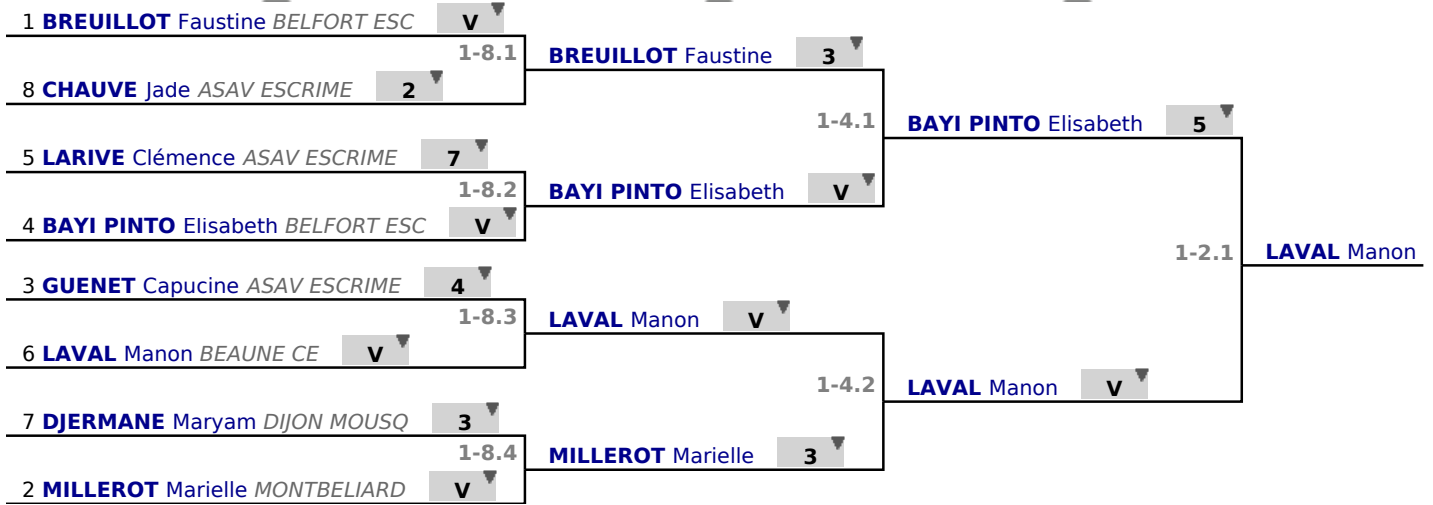 1 BREUILLOT Faustine BELFORT ESC V
1-8.1
BREUILLOT Faustine 3
8 CHAUVE Jade ASAV ESCRIME 2
1-4.1
BAYI PINTO Elisabeth 5
5 LARIVE Clémence ASAV ESCRIME 7
1-8.2
BAYI PINTO Elisabeth V
4 BAYI PINTO Elisabeth BELFORT ESC V
1-2.1
LAVAL Manon
3 GUENET Capucine ASAV ESCRIME 4
1-8.3
LAVAL Manon V
6 LAVAL Manon BEAUNE CE V
1-4.2
LAVAL Manon V
7 DJERMANE Maryam DIJON MOUSQ 3
1-8.4
MILLEROT Marielle 3
2 MILLEROT Marielle MONTBELIARD V